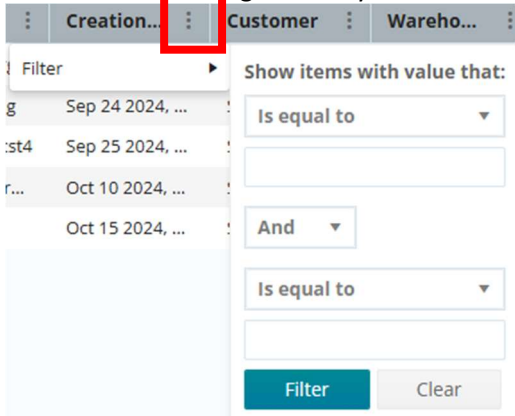 Creation... Customer Wareho...
Filter
Show items with value that:
g Sep 24 2024, ...
Is equal to
:st4 Sep 25 2024, ...
r... Oct 10 2024, ...
Oct 15 2024, ...
And
Is equal to
Filter Clear